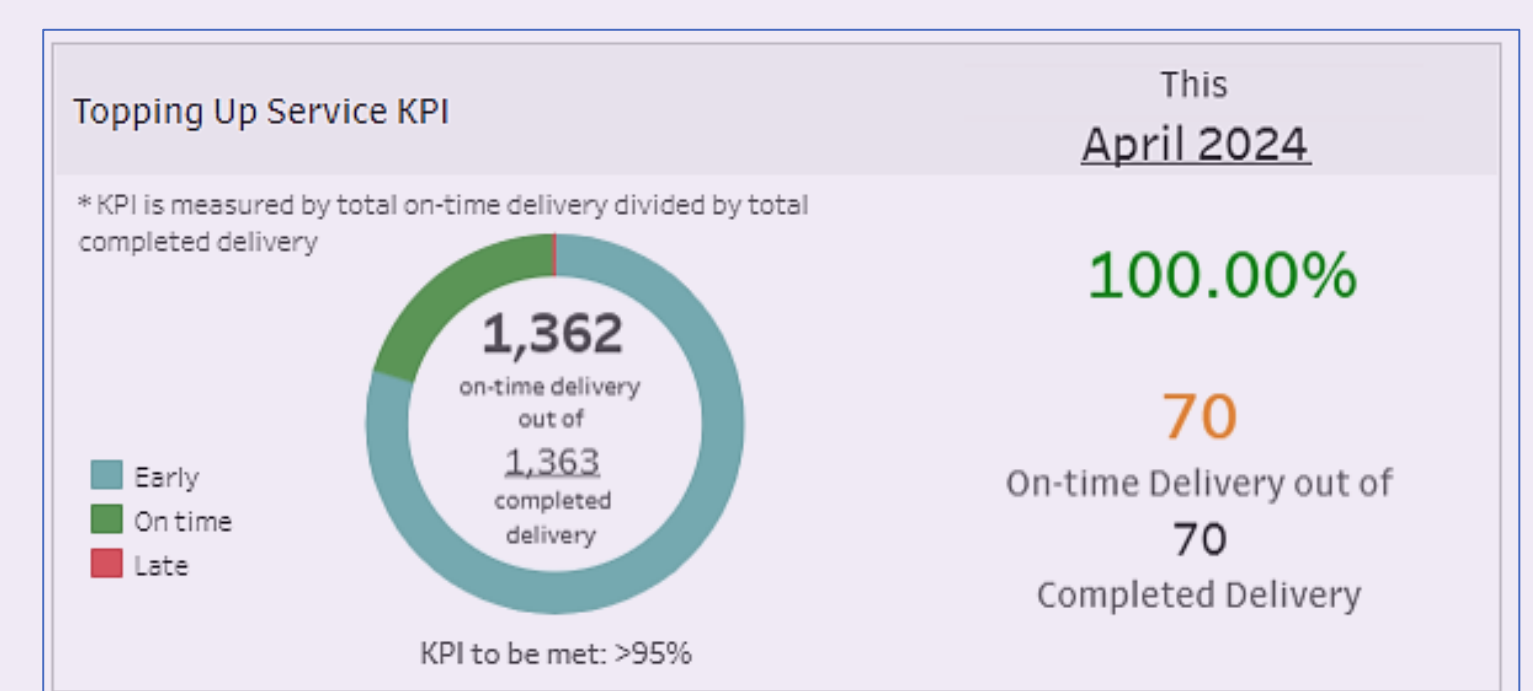 Topping Up Service KPI
This
April 2024
* KPI is measured by total on-time delivery divided by total
completed delivery
1,362
on-time delivery
out of
1,363
completed
delivery
Early
On time
Late
KPI to be met: >95%
100.00%
70
On-time Delivery out of
70
Completed Delivery